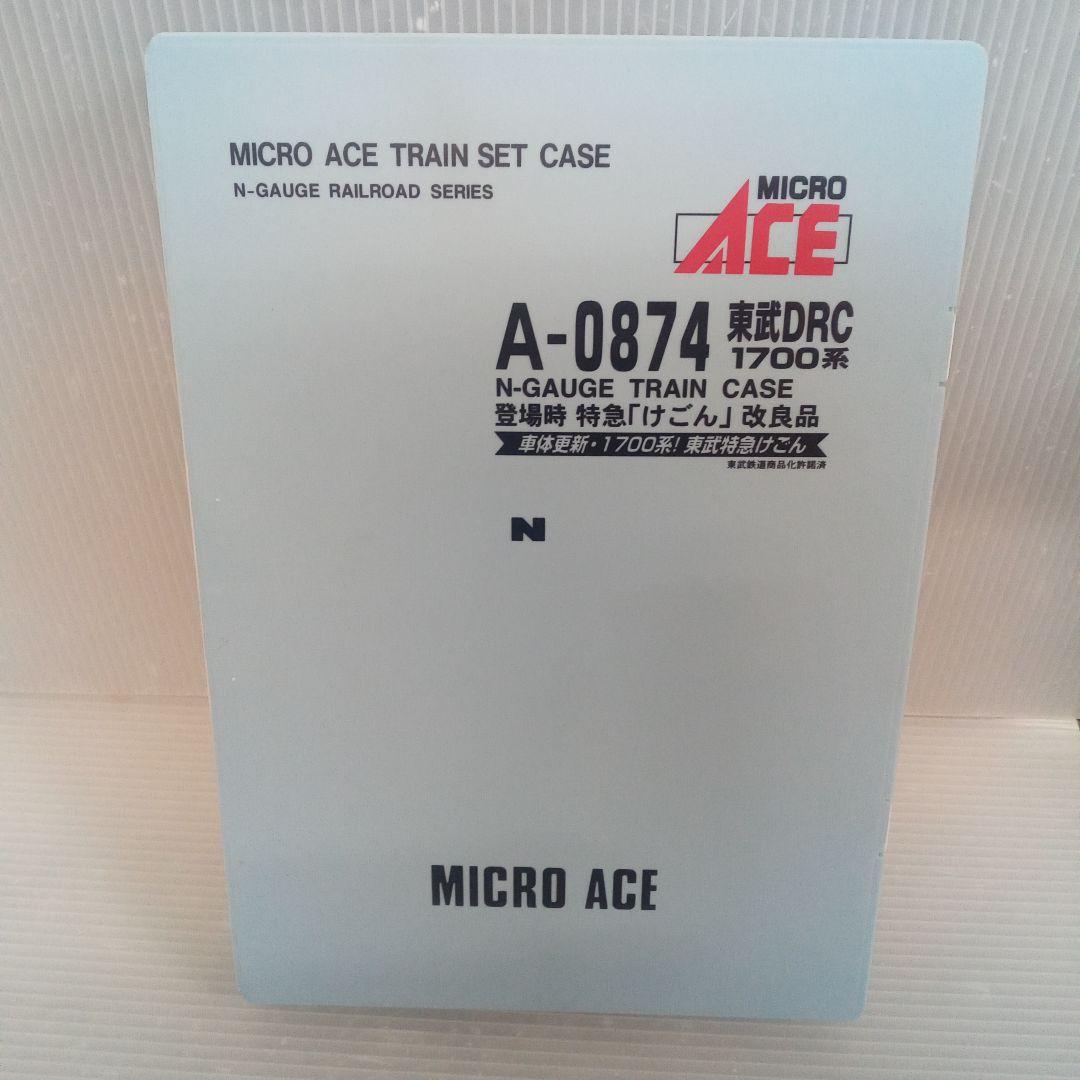 MICRO ACE TRAIN SET CASE
N-GAUGE RAILROAD SERIES
MICRO
ACE
A-0874 東武DRC
1700系
N-GAUGE TRAIN CASE
登場時 特急「けごん」改良品
車体更新・1700系!東武特急けごん
東武鉄道商品化許諾済
N
MICRO ACE